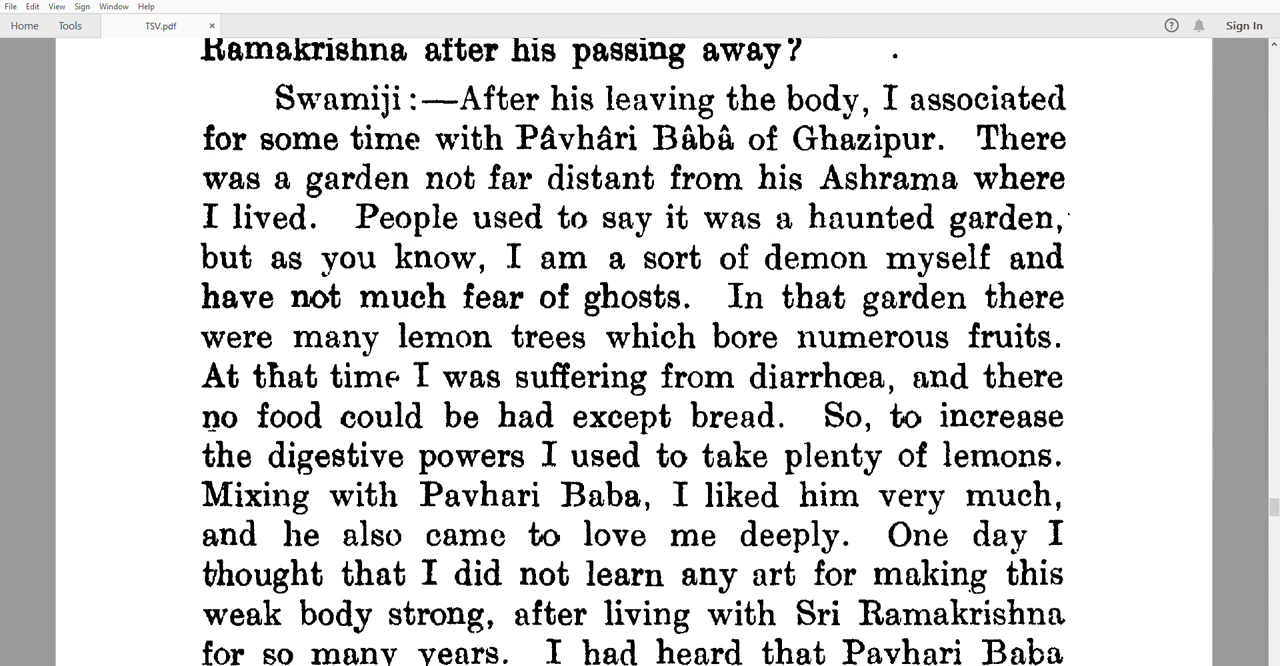 File Edit View Sign Window Help
Home Tools TSV.pdf × ? Sign In
Ramakrishna after his passing away?
Swamiji:—After his leaving the body, I associated
for some time with Pâvhâri Bâbâ of Ghazipur. There
was a garden not far distant from his Ashrama where
I lived. People used to say it was a haunted garden,
but as you know, I am a sort of demon myself and
have not much fear of ghosts. In that garden there
were many lemon trees which bore numerous fruits.
At that time I was suffering from diarrhœa, and there
no food could be had except bread. So, to increase
the digestive powers I used to take plenty of lemons.
Mixing with Pavhari Baba, I liked him very much,
and he also came to love me deeply. One day I
thought that I did not learn any art for making this
weak body strong, after living with Sri Ramakrishna
for so many years. I had heard that Pavhari Baba